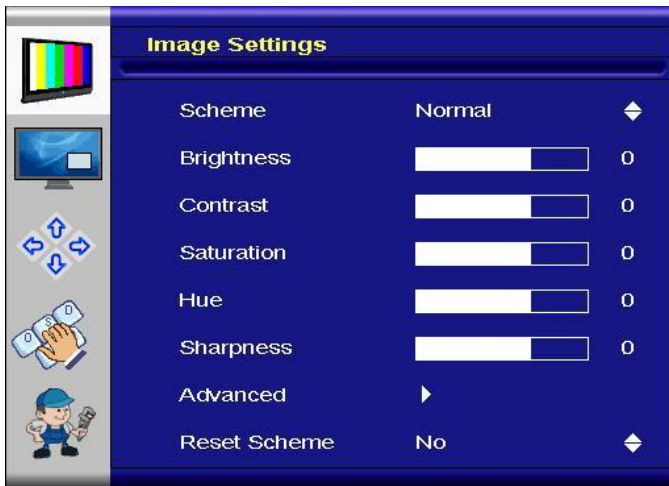 Image Settings
Scheme Normal
Brightness 0
Contrast 0
Saturation 0
Hue 0
Sharpness 0
Advanced
Reset Scheme No
O S D